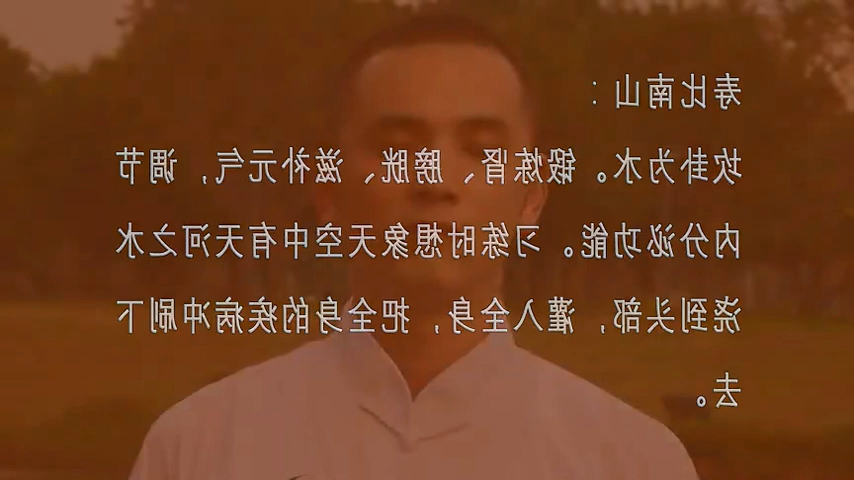 寿比南山：
坎卦为水。锻炼肾、膀胱、滋补元气，调节
内分泌功能。习练时想象天空中有天河之水
浇到头部，灌入全身，把全身的疾病冲刷下
去。